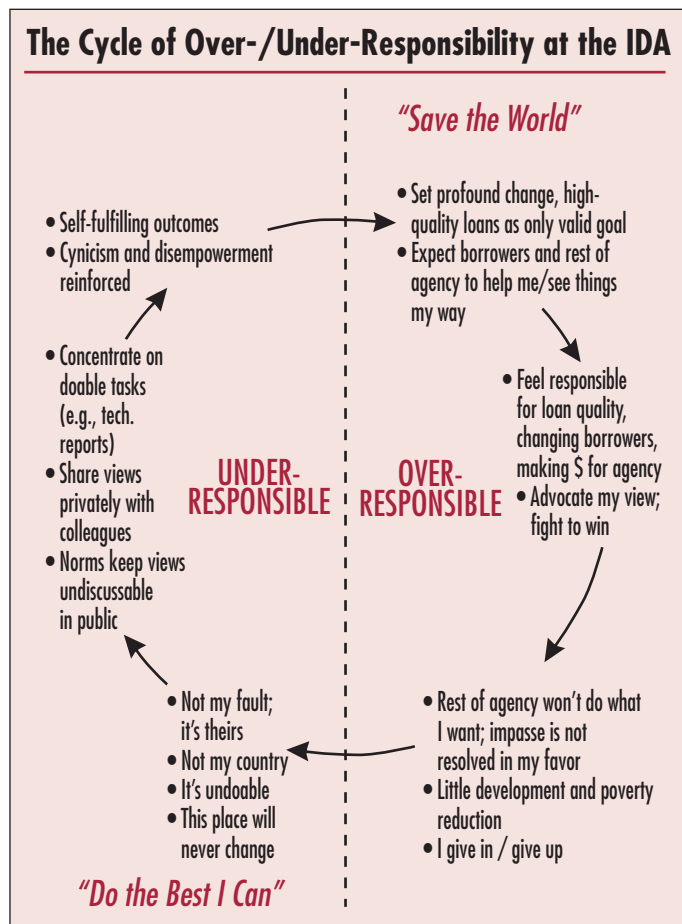 The Cycle of Over-/Under-Responsibility at the IDA
"Save the World"
• Set profound change, high-
quality loans as only valid goal
• Expect borrowers and rest of
agency to help me/see things
my way
• Feel responsible
for loan quality,
changing borrowers,
making $ for agency
• Advocate my view;
fight to win
OVER-
RESPONSIBLE
• Rest of agency won't do what
I want; impasse is not
resolved in my favor
• Little development and poverty
reduction
• I give in / give up
• Not my fault;
it's theirs
• Not my country
• It's undoable
• This place will
never change
"Do the Best I Can"
UNDER-
RESPONSIBLE
• Concentrate on
doable tasks
(e.g., tech.
reports)
• Share views
privately with
colleagues
• Norms keep views
undiscussable
in public
• Self-fulfilling outcomes
• Cynicism and disempowerment
reinforced